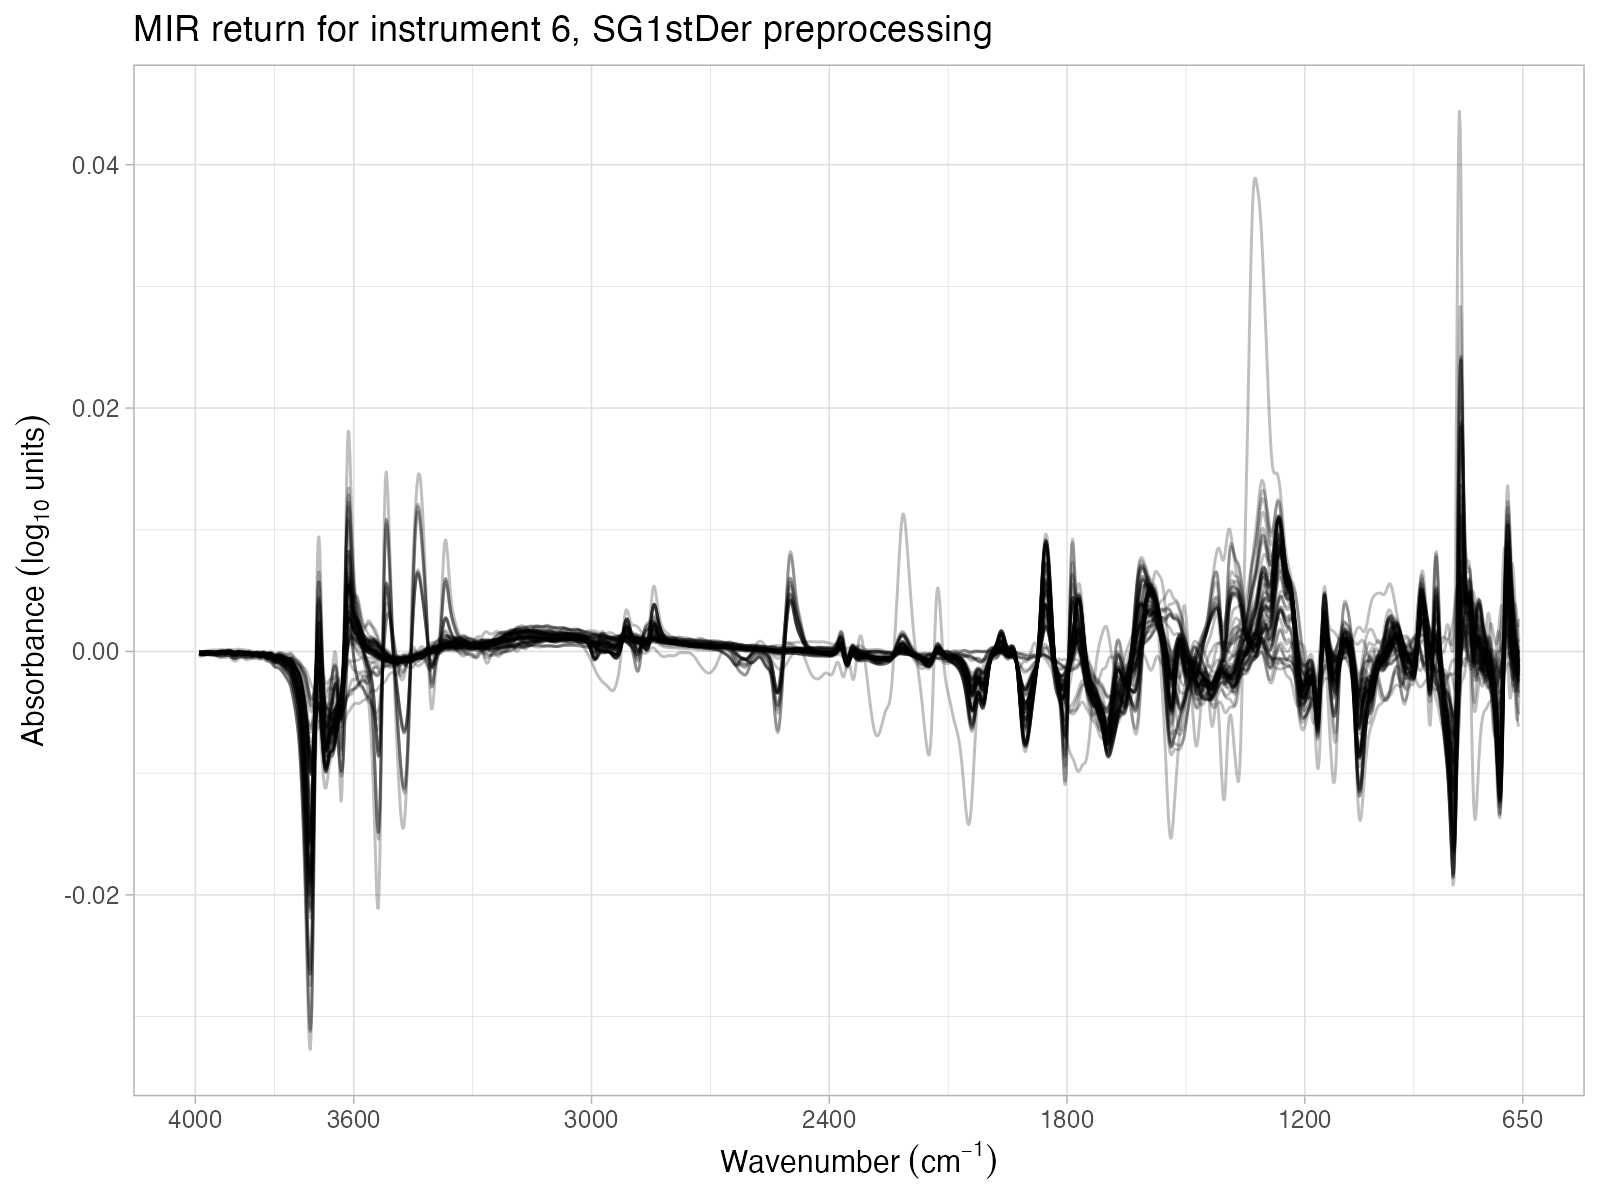 MIR return for instrument 6, SG1stDer preprocessing
Absorbance (log₁₀ units)
0.04
0.02
0.00
-0.02
4000 3600 3000 2400 1800 1200 650
Wavenumber (cm⁻¹)